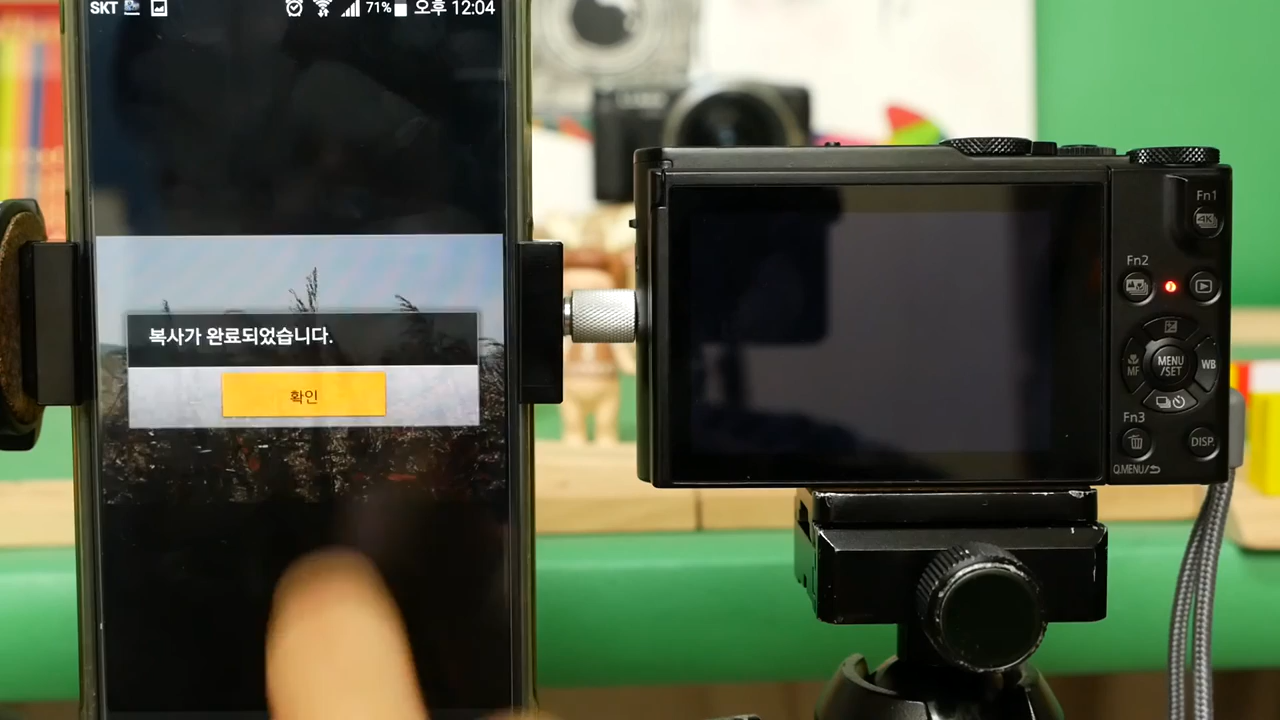 SKT 71% 오후 12:04
복사가 완료되었습니다.
확인
Fn1
4K
Fn2
MF
MENU
/SET
WB
Fn3
DISP.
Q.MENU/